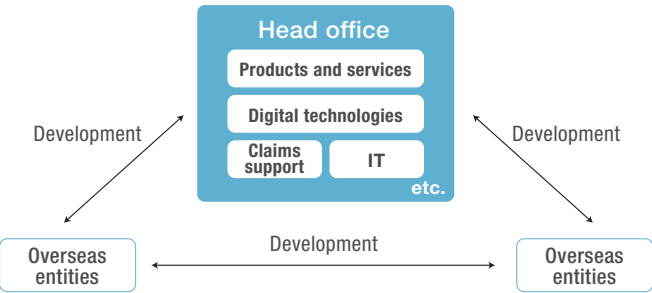 Head office
Products and services
Digital technologies
Claims
support
IT
etc.
Development
Development
Development
Overseas
entities
Overseas
entities